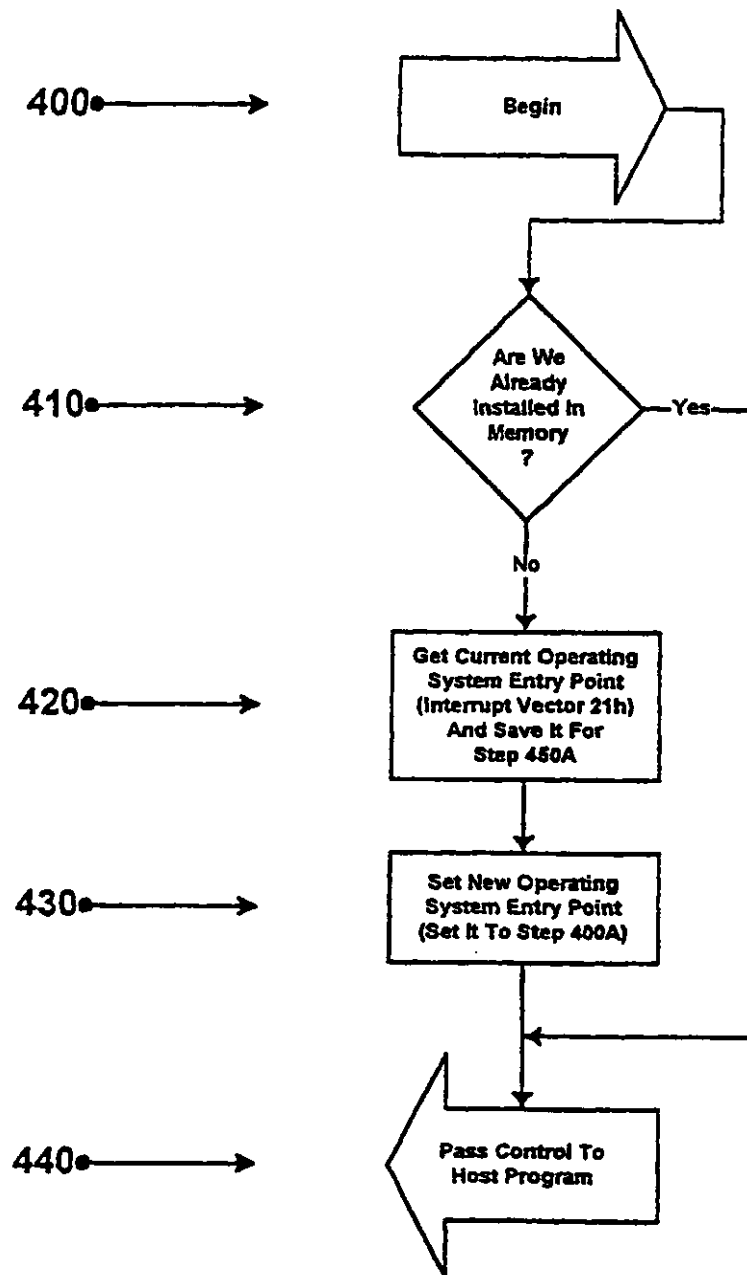 400
Begin
410
Are We
Already
Installed In
Memory
?
Yes
No
420
Get Current Operating
System Entry Point
(Interrupt Vector 21h)
And Save It For
Step 450A
430
Set New Operating
System Entry Point
(Set It To Step 400A)
440
Pass Control To
Host Program